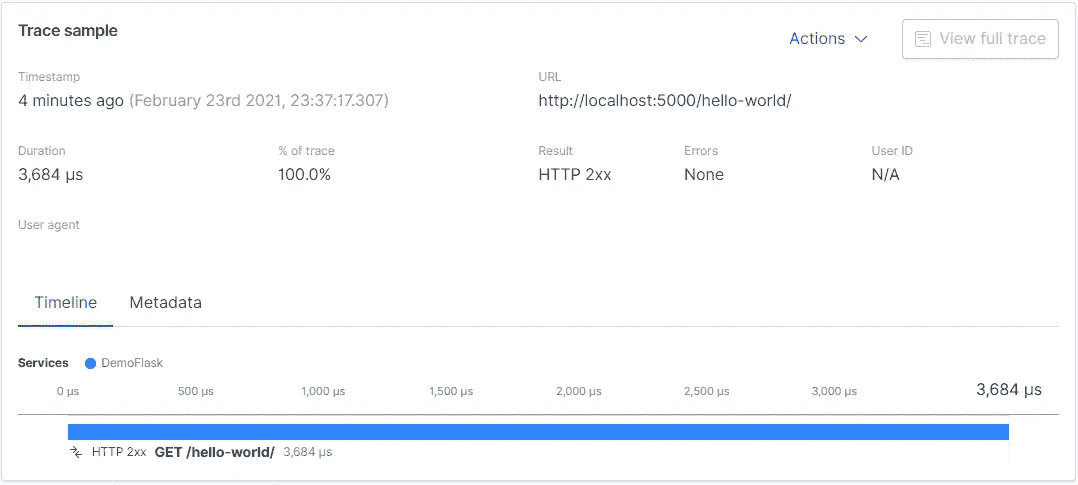 Trace sample
Actions
View full trace
Timestamp
URL
4 minutes ago (February 23rd 2021, 23:37:17.307)
http://localhost:5000/hello-world/
Duration
% of trace
Result
Errors
User ID
3,684 μs
100.0%
HTTP 2xx
None
N/A
User agent
Timeline
Metadata
Services
DemoFlask
0 μs
500 μs
1,000 μs
1,500 μs
2,000 μs
2,500 μs
3,000 μs
3,684 μs
HTTP 2xx GET /hello-world/ 3,684 μs